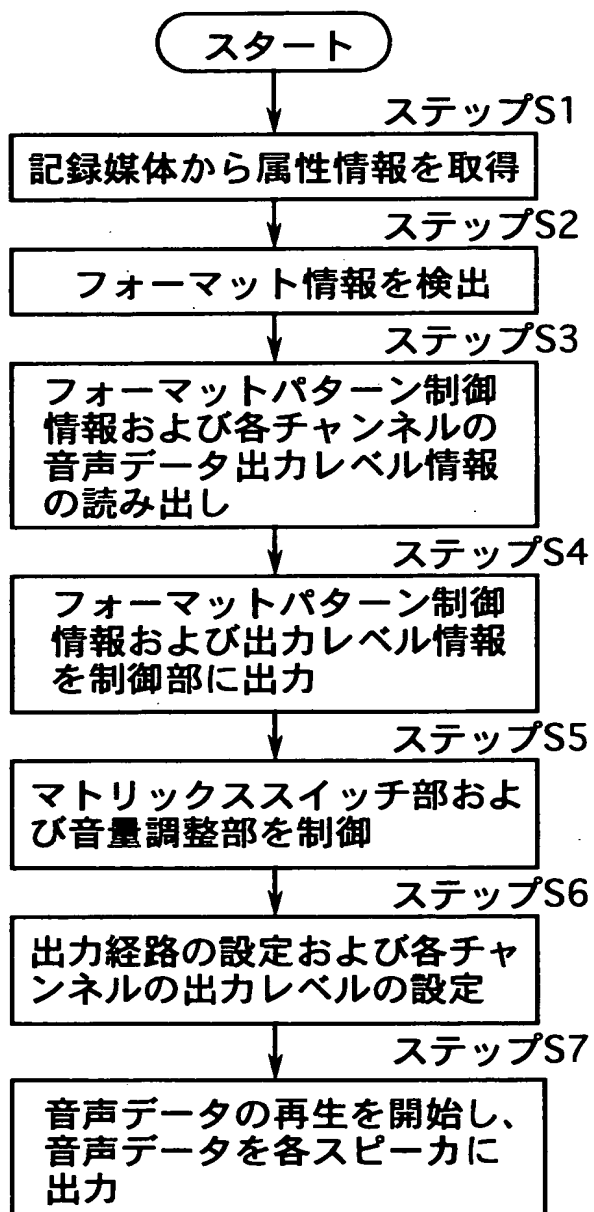 スタート
ステップS1
記録媒体から属性情報を取得
ステップS2
フォーマット情報を検出
ステップS3
フォーマットパターン制御
情報および各チャンネルの
音声データ出力レベル情報
の読み出し
ステップS4
フォーマットパターン制御
情報および出力レベル情報
を制御部に出力
ステップS5
マトリックススイッチ部およ
び音量調整部を制御
ステップS6
出力経路の設定および各チャ
ンネルの出力レベルの設定
ステップS7
音声データの再生を開始し、
音声データを各スピーカに
出力